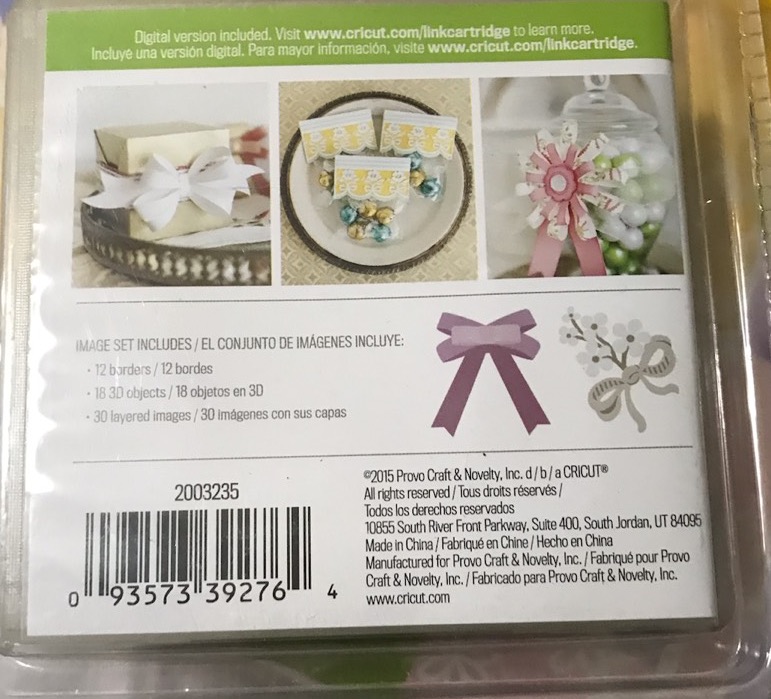 Digital version included. Visit www.cricut.com/linkcartridge to learn more.
Incluye una versión digital. Para mayor información, visite www.cricut.com/linkcartridge.
IMAGE SET INCLUDES / EL CONJUNTO DE IMÁGENES INCLUYE:
• 12 borders / 12 bordes
• 18 3D objects / 18 objetos en 3D
• 30 layered images / 30 imágenes con sus capas
2003235
0 93573 39276 4
©2015 Provo Craft & Novelty, Inc. d/b/a CRICUT®
All rights reserved / Tous droits réservés /
Todos los derechos reservados
10855 South River Front Parkway, Suite 400, South Jordan, UT 84095
Made in China / Fabriqué en Chine / Hecho en China
Manufactured for Provo Craft & Novelty, Inc. / Fabriqué pour Provo
Craft & Novelty, Inc. / Fabricado para Provo Craft & Novelty, Inc.
www.cricut.com